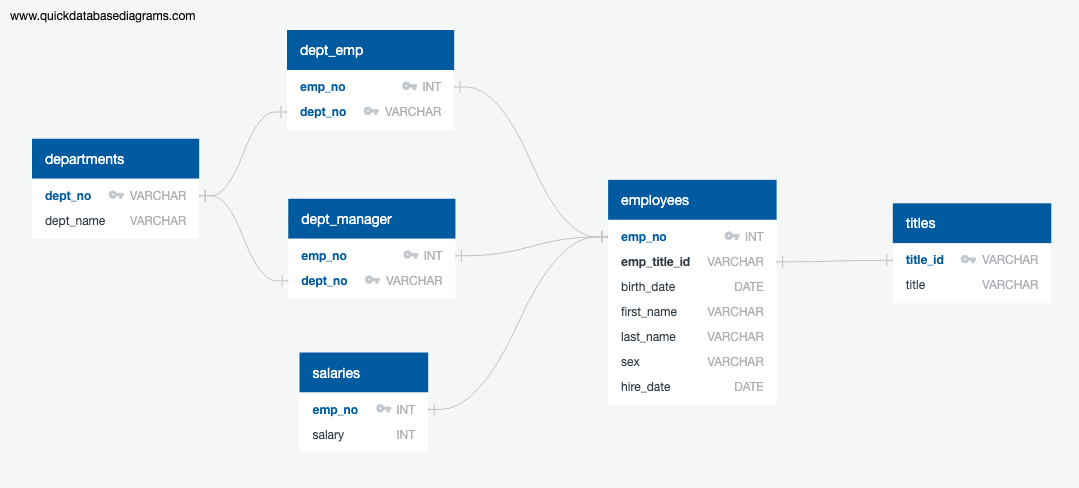 www.quickdatabasediagrams.com
dept_emp
emp_no INT
dept_no VARCHAR
departments
dept_no VARCHAR
dept_name VARCHAR
dept_manager
emp_no INT
dept_no VARCHAR
salaries
emp_no INT
salary INT
employees
emp_no INT
emp_title_id VARCHAR
birth_date DATE
first_name VARCHAR
last_name VARCHAR
sex VARCHAR
hire_date DATE
titles
title_id VARCHAR
title VARCHAR